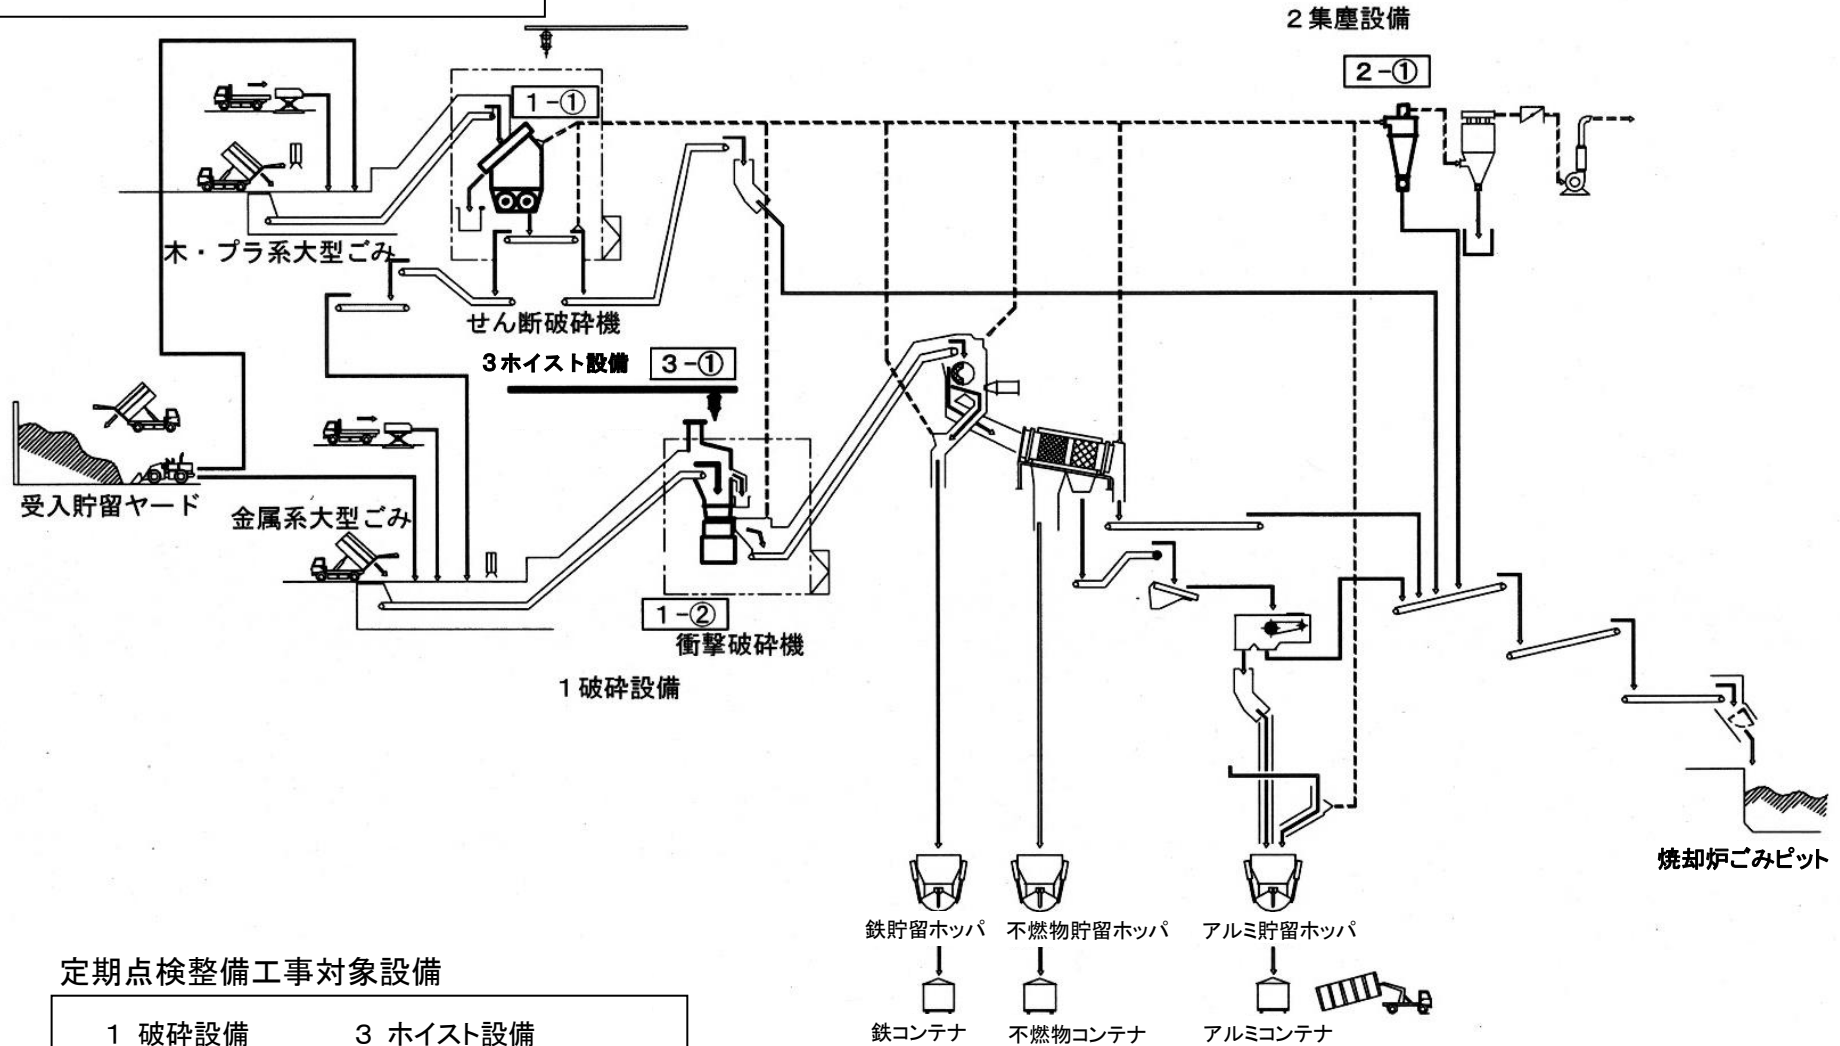 2集塵設備
2-①
1-①
木・プラ系大型ごみ
せん断破砕機
3ホイスト設備
3-①
受入貯留ヤード
金属系大型ごみ
1-②
衝撃破砕機
1破砕設備
焼却炉ごみピット
鉄貯留ホッパ
不燃物貯留ホッパ
アルミ貯留ホッパ
定期点検整備工事対象設備
1 破砕設備
3 ホイスト設備
鉄コンテナ
不燃物コンテナ
アルミコンテナ